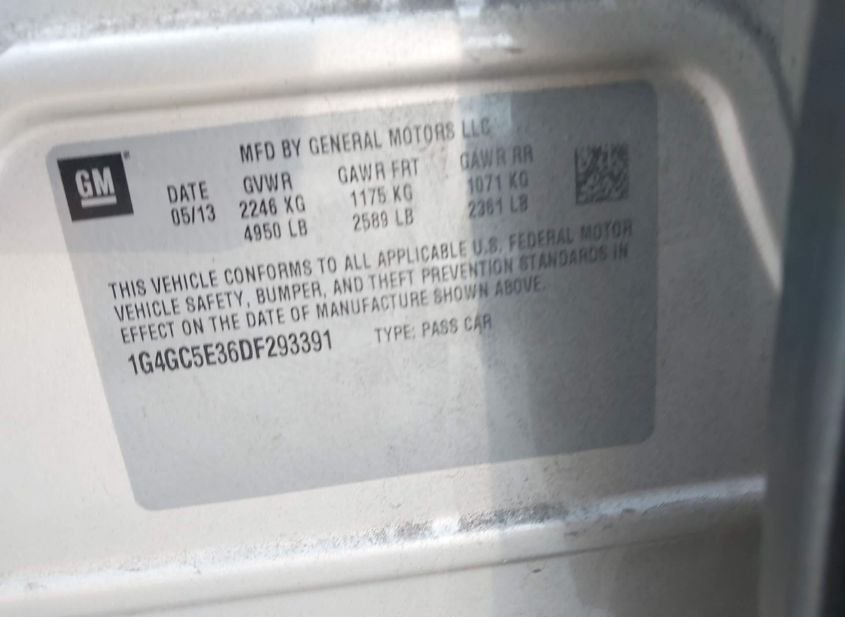 MFD BY GENERAL MOTORS LLC
GM
DATE GVWR GAWR FRT GAWR RR
05/13 2246 KG 1175 KG 1071 KG
4950 LB 2589 LB 2361 LB
THIS VEHICLE CONFORMS TO ALL APPLICABLE U.S. FEDERAL MOTOR
VEHICLE SAFETY, BUMPER, AND THEFT PREVENTION STANDARDS IN
EFFECT ON THE DATE OF MANUFACTURE SHOWN ABOVE.
1G4GC5E36DF293391 TYPE: PASS CAR